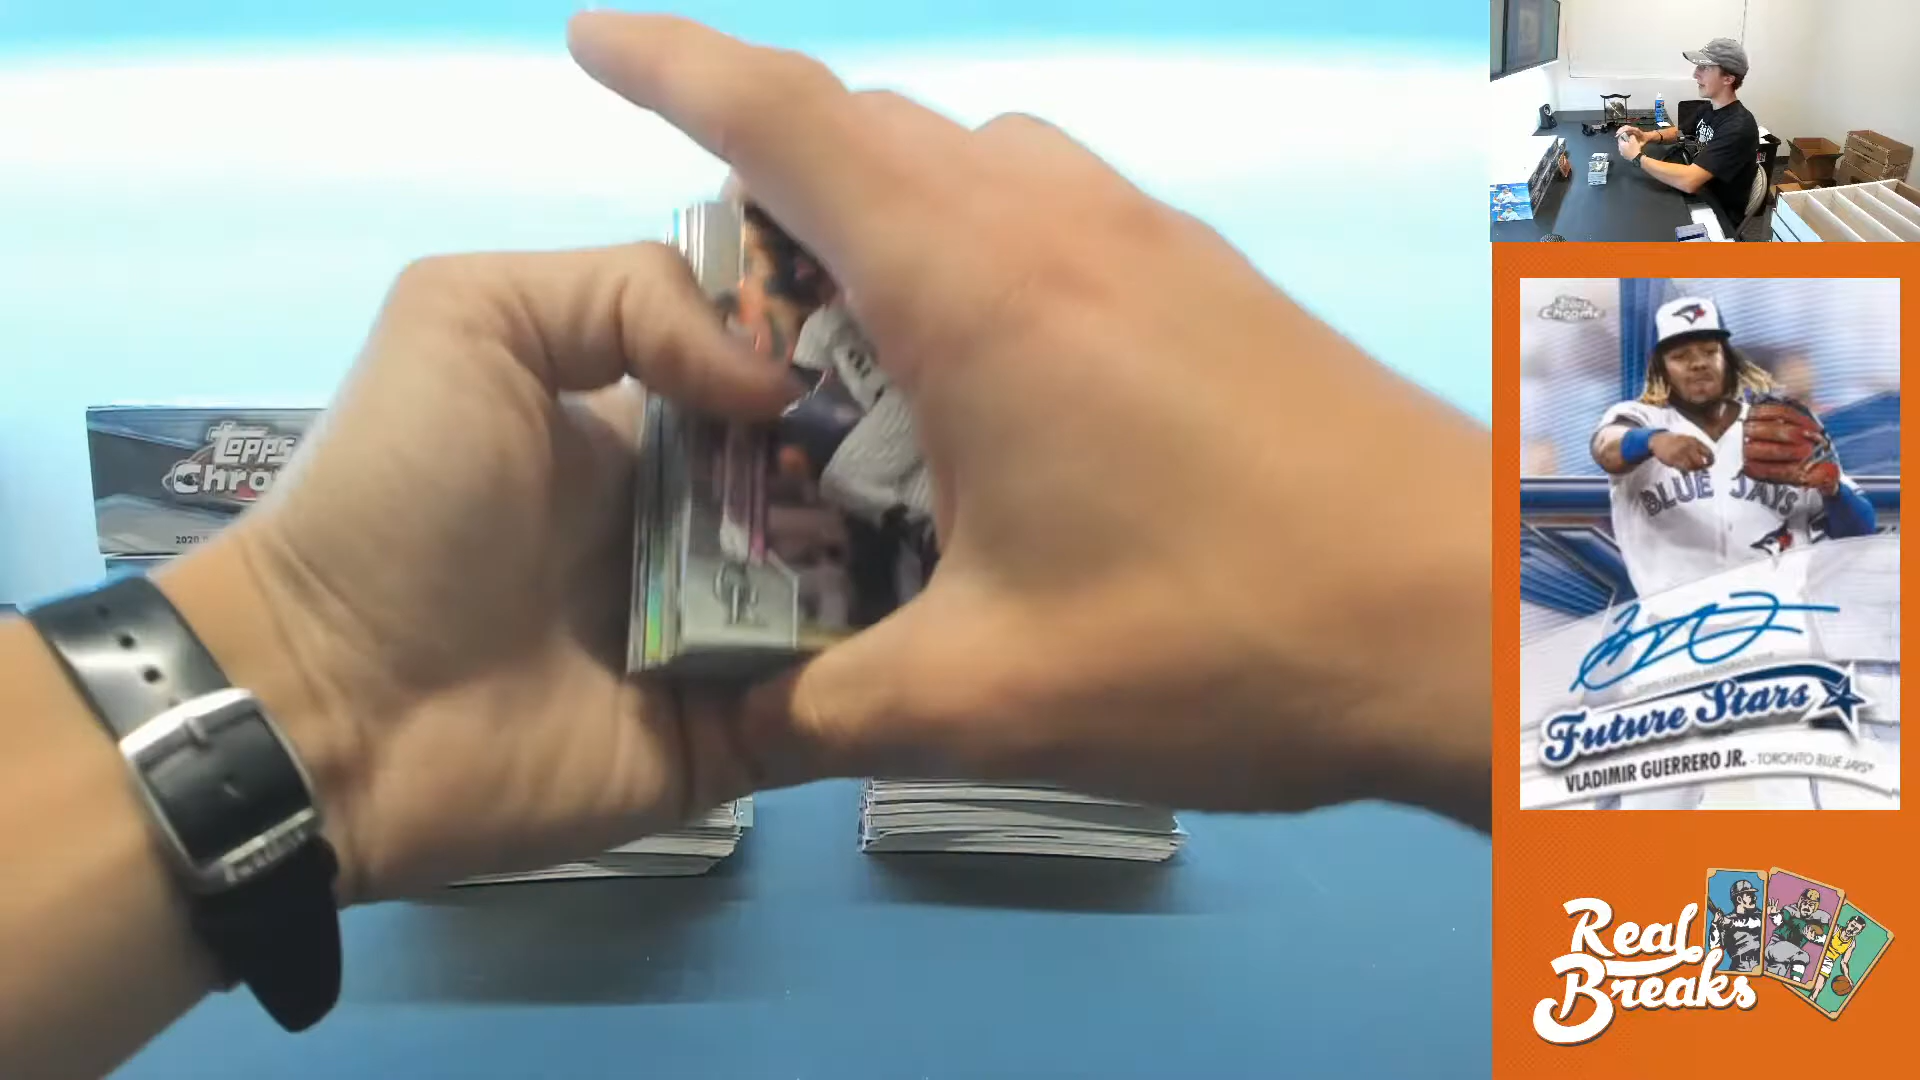 Topps
Chro
2020
Topps
Chrome
BLUE JAYS
Future Stars
VLADIMIR GUERRERO JR. - TORONTO BLUE JAYS
Real
Breaks